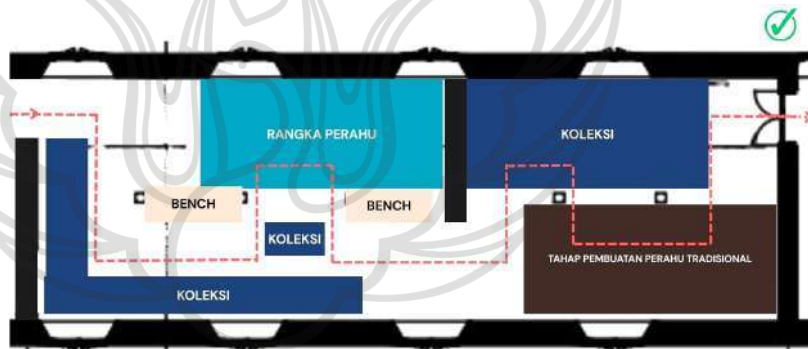 RANGKA PERAHU
KOLEKSI
BENCH
BENCH
KOLEKSI
TAHAP PEMBUATAN PERAHU TRADISIONAL
KOLEKSI